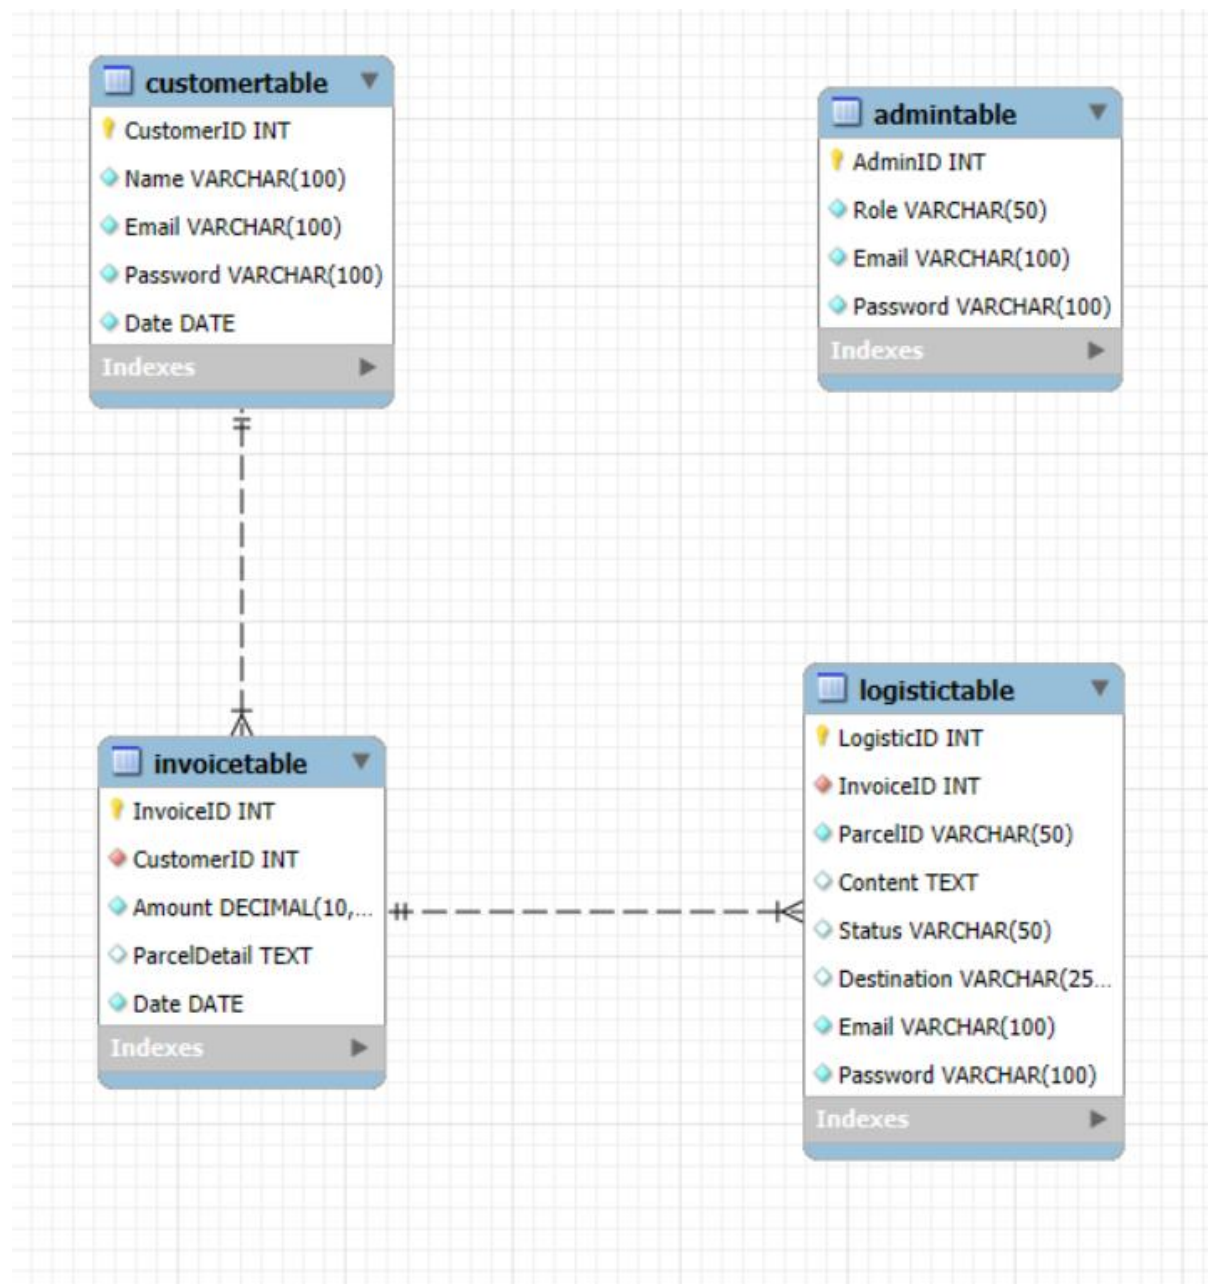 customertable
CustomerID INT
Name VARCHAR(100)
Email VARCHAR(100)
Password VARCHAR(100)
Date DATE
Indexes
admintable
AdminID INT
Role VARCHAR(50)
Email VARCHAR(100)
Password VARCHAR(100)
Indexes
invoicetable
InvoiceID INT
CustomerID INT
Amount DECIMAL(10,...
ParcelDetail TEXT
Date DATE
Indexes
logistictable
LogisticID INT
InvoiceID INT
ParcelID VARCHAR(50)
Content TEXT
Status VARCHAR(50)
Destination VARCHAR(25...
Email VARCHAR(100)
Password VARCHAR(100)
Indexes